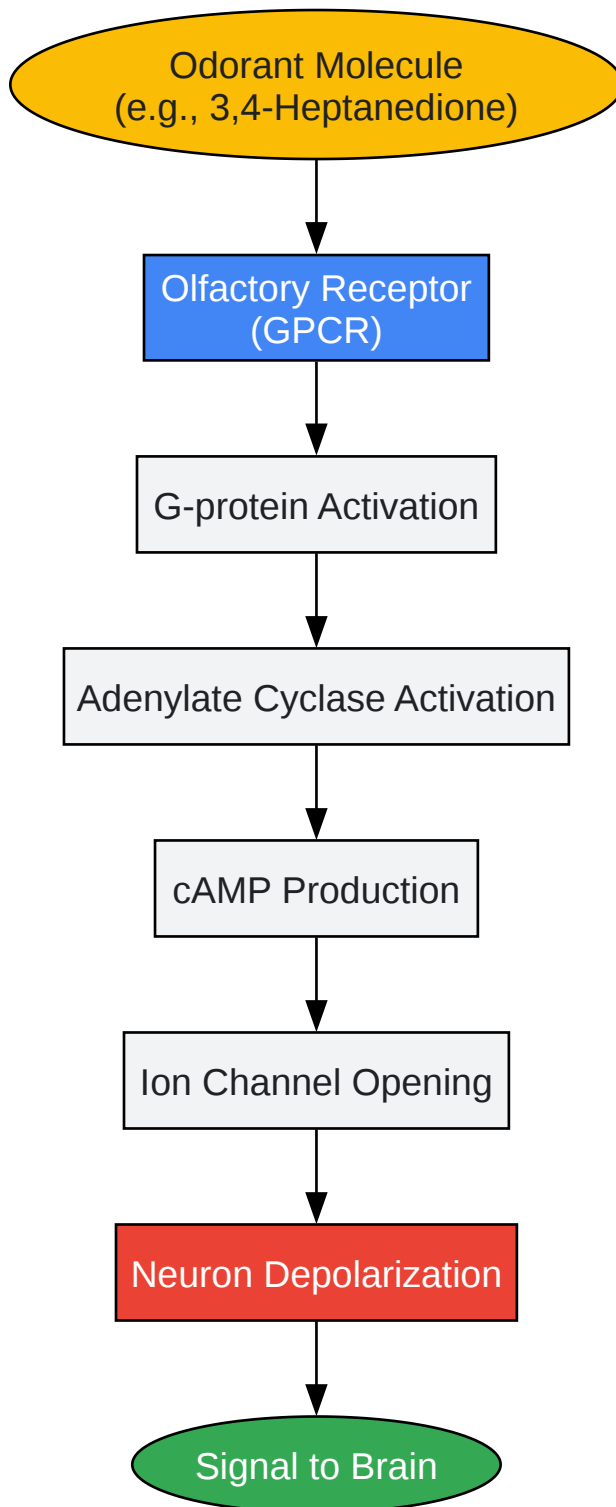 Odorant Molecule
(e.g., 3,4-Heptanedione)
Olfactory Receptor
(GPCR)
G-protein Activation
Adenylate Cyclase Activation
cAMP Production
Ion Channel Opening
Neuron Depolarization
Signal to Brain